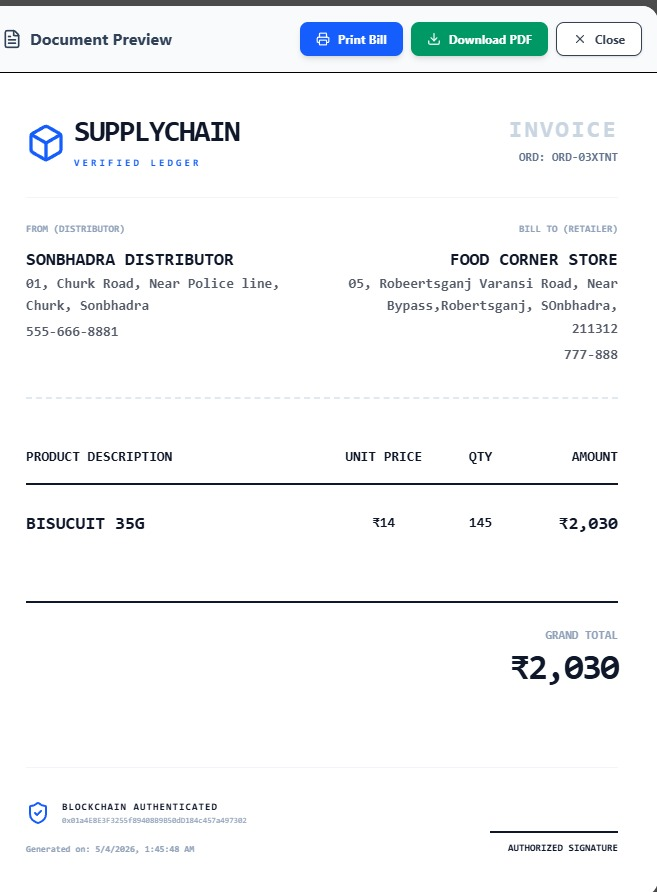 Document Preview
Print Bill
Download PDF
Close
SUPPLYCHAIN
VERIFIED LEDGER
INVOICE
ORD: ORD-03XTNT
FROM (DISTRIBUTOR)
SONBHADRA DISTRIBUTOR
01, Churk Road, Near Police line,
Churk, Sonbhadra
555-666-8881
BILL TO (RETAILER)
FOOD CORNER STORE
05, Robeertsganj Varansi Road, Near
Bypass,Robertsganj, SOnbhadra,
211312
777-888
PRODUCT DESCRIPTION UNIT PRICE QTY AMOUNT
BISUCUIT 35G ₹14 145 ₹2,030
GRAND TOTAL
₹2,030
BLOCKCHAIN AUTHENTICATED
Generated on: 5/4/2026, 1:45:48 AM
AUTHORIZED SIGNATURE